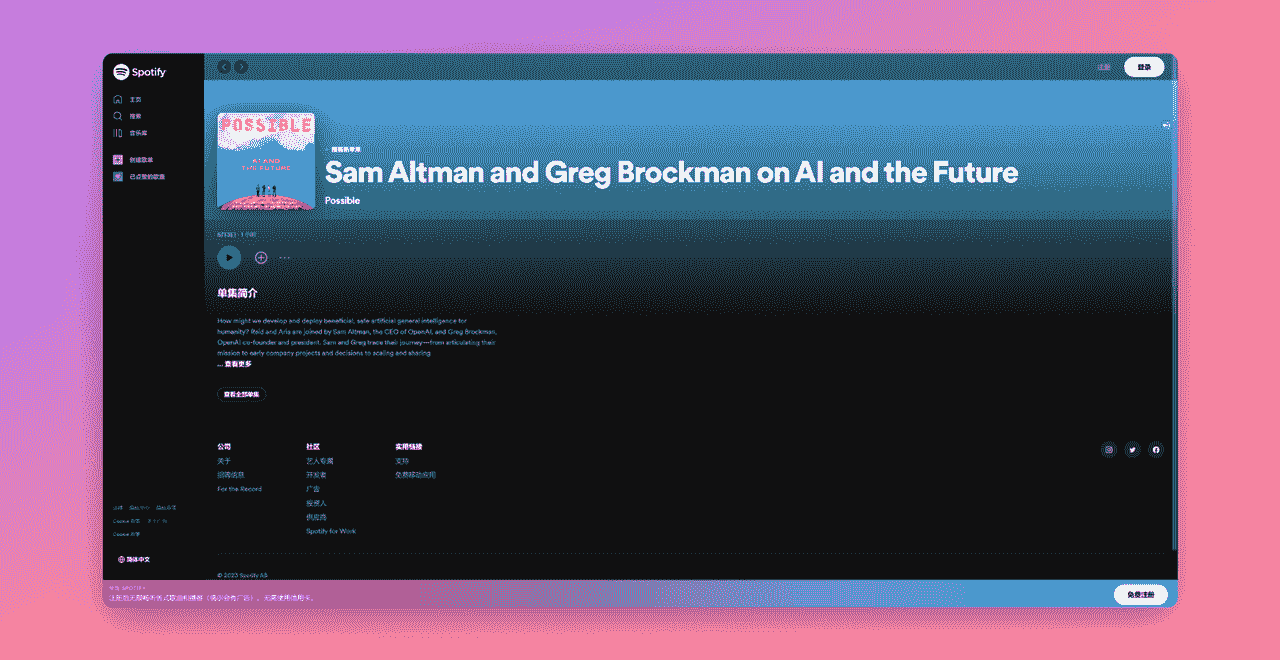 Spotify
主页
搜索
音乐库
创建歌单
已点赞的歌曲
注册
登录
POSSIBLE
AI AND
THE FUTURE
播客单集
Sam Altman and Greg Brockman on AI and the Future
Possible
单集简介
How might we develop and deploy beneficial, safe artificial general intelligence for
humanity? Reid and Aria are joined by Sam Altman, the CEO of OpenAI, and Greg Brockman,
OpenAI co-founder and president. Sam and Greg trace their journey—from articulating their
mission to early company projects and decisions to scaling and sharing
... 查看更多
查看全部单集
公司
关于
招聘信息
For the Record
社区
艺人专属
开发者
广告
投资人
供应商
Spotify for Work
实用链接
支持
免费移动应用
简体中文
© 2023 Spotify AB
免费注册